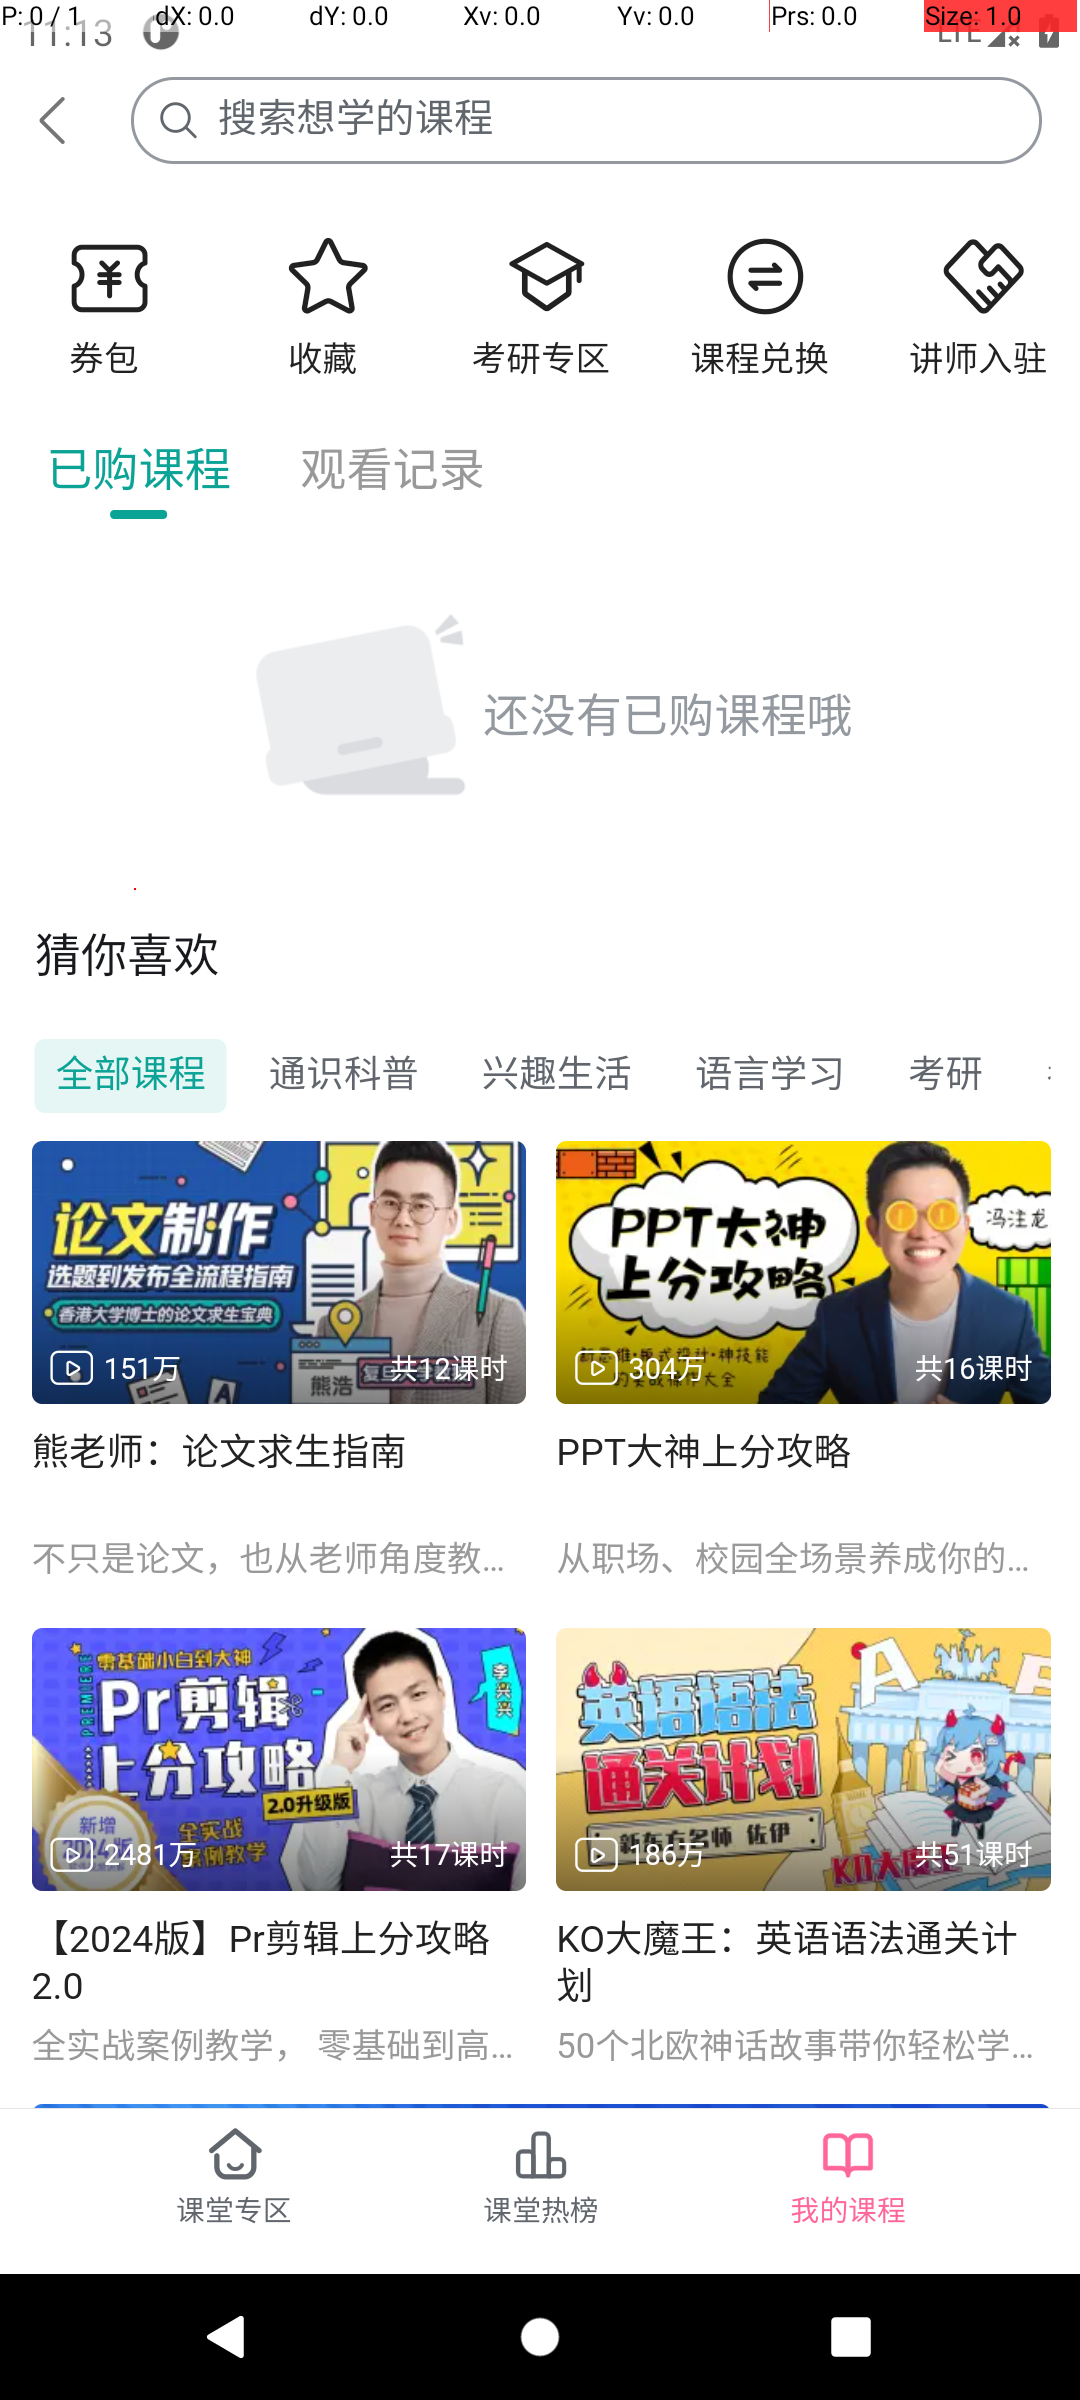 P: 0 / 1 dX: 0.0 dY: 0.0 Xv: 0.0 Yv: 0.0 Prs: 0.0 Size: 1.0
11:13 LTE
搜索想学的课程
券包 收藏 考研专区 课程兑换 讲师入驻
已购课程 观看记录
还没有已购课程哦
猜你喜欢
全部课程 通识科普 兴趣生活 语言学习 考研
论文制作
选题到发布全流程指南
香港大学博士的论文求生宝典
熊浩
151万 共12课时
PPT大神
上分攻略
冯注龙
304万 共16课时
熊老师：论文求生指南
PPT大神上分攻略
不只是论文，也从老师角度教...
从职场、校园全场景养成你的...
PREMIERE
零基础小白到大神
Pr剪辑
上分攻略
2.0升级版
李兴兴
新增
2024版
全实战
案例教学
2481万 共17课时
英语语法
通关计划
新东方名师 佐伊
KO大魔王
186万 共51课时
【2024版】Pr剪辑上分攻略
2.0
KO大魔王：英语语法通关计
划
全实战案例教学， 零基础到高...
50个北欧神话故事带你轻松学...
课堂专区 课堂热榜 我的课程